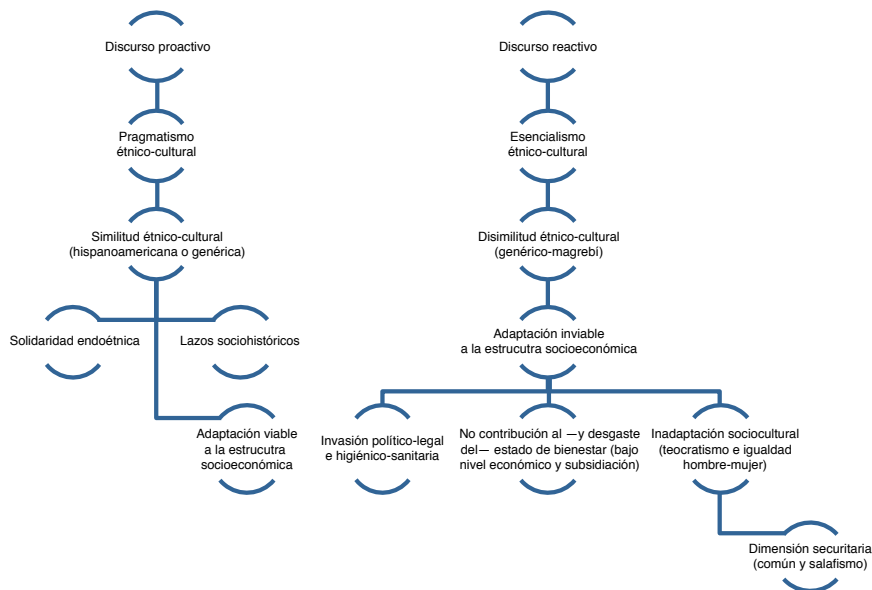 Discurso proactivo
Pragmatismo
étnico-cultural
Similitud étnico-cultural
(hispanoamericana o genérica)
Solidaridad endoétnica
Lazos sociohistóricos
Adaptación viable
a la estrucutra
socioeconómica
Discurso reactivo
Esencialismo
étnico-cultural
Disimilitud étnico-cultural
(genérico-magrebí)
Adaptación inviable
a la estrucutra socioeconómica
Invasión político-legal
e higiénico-sanitaria
No contribución al —y desgaste
del— estado de bienestar (bajo
nivel económico y subsidiación)
Inadaptación sociocultural
(teocratismo e igualdad
hombre-mujer)
Dimensión securitaria
(común y salafismo)